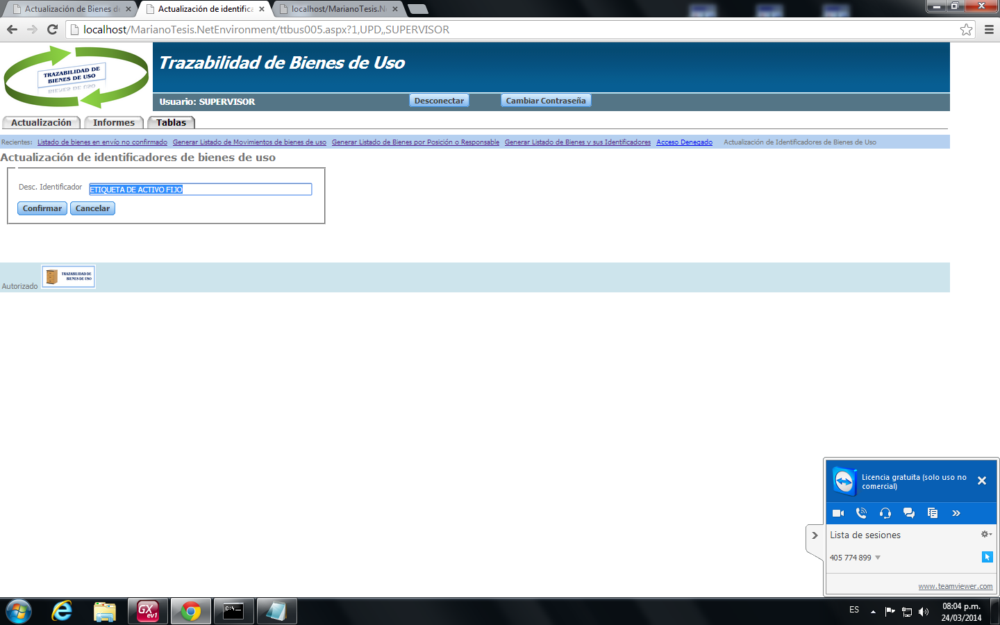 Actualización de Bienes de
Actualización de identifica
localhost/MarianoTesis.N
localhost/MarianoTesis.NetEnvironment/ttbus005.aspx?1,UPD,,SUPERVISOR
TRAZABILIDAD DE
BIENES DE USO
Trazabilidad de Bienes de Uso
Usuario: SUPERVISOR
Desconectar
Cambiar Contraseña
Actualización
Informes
Tablas
Recientes: Listado de bienes en envío no confirmado Generar Listado de Movimientos de bienes de uso Generar Listado de Bienes por Posición o Responsable Generar Listado de Bienes y sus Identificadores Acceso Denegado Actualización de Identificadores de Bienes de Uso
Actualización de identificadores de bienes de uso
Desc. Identificador ETIQUETA DE ACTIVO FIJO
Confirmar Cancelar
Autorizado
TRAZABILIDAD DE
BIENES DE USO
Licencia gratuita (solo uso no
comercial)
Lista de sesiones
405 774 899
www.teamviewer.com
GX
ev1
C:\
ES
08:04 p.m.
24/03/2014